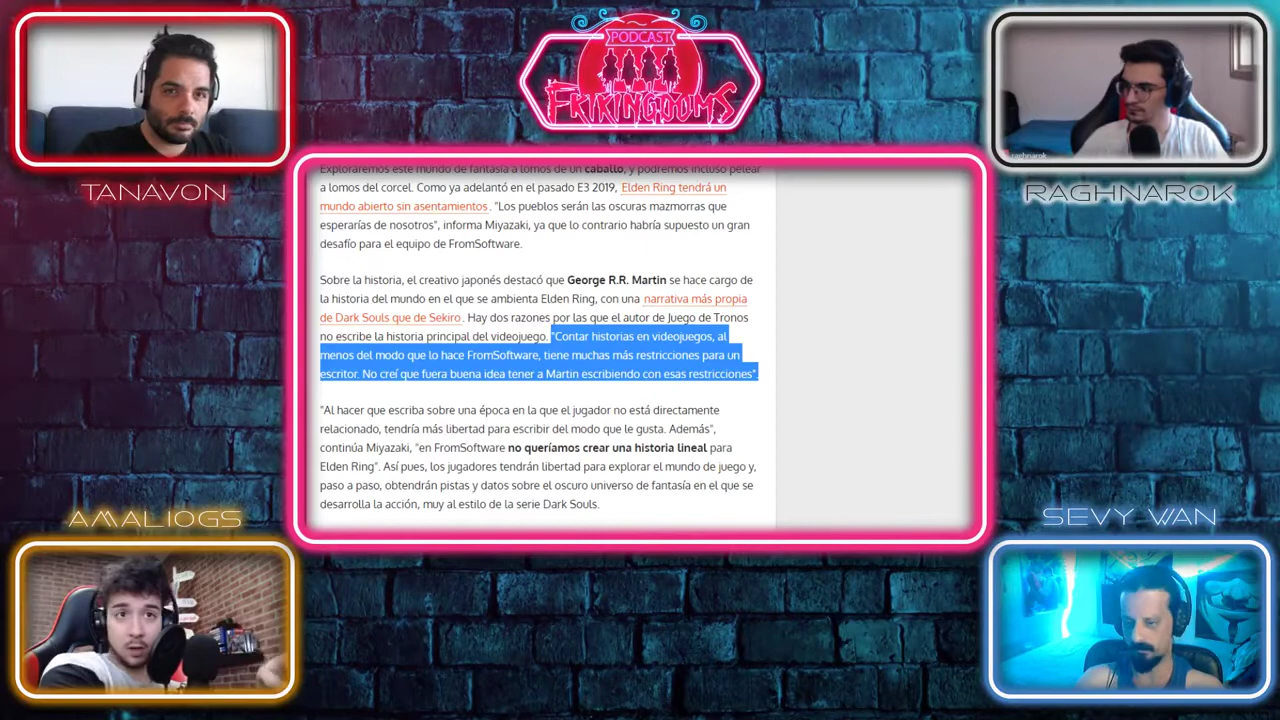 PODCAST
FRIKINGDOMS
TANAVON
RAGHNAROK
raghnarok
Exploraremos este mundo de fantasía a lomos de un caballo, y podremos incluso pelear
a lomos del corcel. Como ya adelantó en el pasado E3 2019, Elden Ring tendrá un
mundo abierto sin asentamientos. "Los pueblos serán las oscuras mazmorras que
esperarías de nosotros", informa Miyazaki, ya que lo contrario habría supuesto un gran
desafío para el equipo de FromSoftware.
Sobre la historia, el creativo japonés destacó que George R.R. Martin se hace cargo de
la historia del mundo en el que se ambienta Elden Ring, con una narrativa más propia
de Dark Souls que de Sekiro. Hay dos razones por las que el autor de Juego de Tronos
no escribe la historia principal del videojuego. "Contar historias en videojuegos, al
menos del modo que lo hace FromSoftware, tiene muchas más restricciones para un
escritor. No creí que fuera buena idea tener a Martin escribiendo con esas restricciones".
"Al hacer que escriba sobre una época en la que el jugador no está directamente
relacionado, tendría más libertad para escribir del modo que le gusta. Además",
continúa Miyazaki, "en FromSoftware no queríamos crear una historia lineal para
Elden Ring". Así pues, los jugadores tendrán libertad para explorar el mundo de juego y,
paso a paso, obtendrán pistas y datos sobre el oscuro universo de fantasía en el que se
desarrolla la acción, muy al estilo de la serie Dark Souls.
AMALIOGS
SEVY WAN